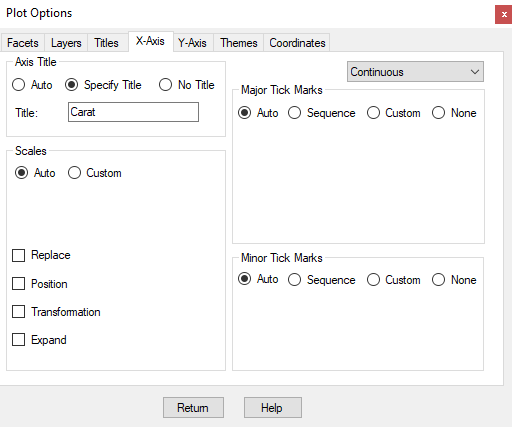 Plot Options x
Facets Layers Titles X-Axis Y-Axis Themes Coordinates
Axis Title
Auto Specify Title No Title
Title: Carat
Continuous
Major Tick Marks
Auto Sequence Custom None
Scales
Auto Custom
Replace
Position
Transformation
Expand
Minor Tick Marks
Auto Sequence Custom None
Return Help